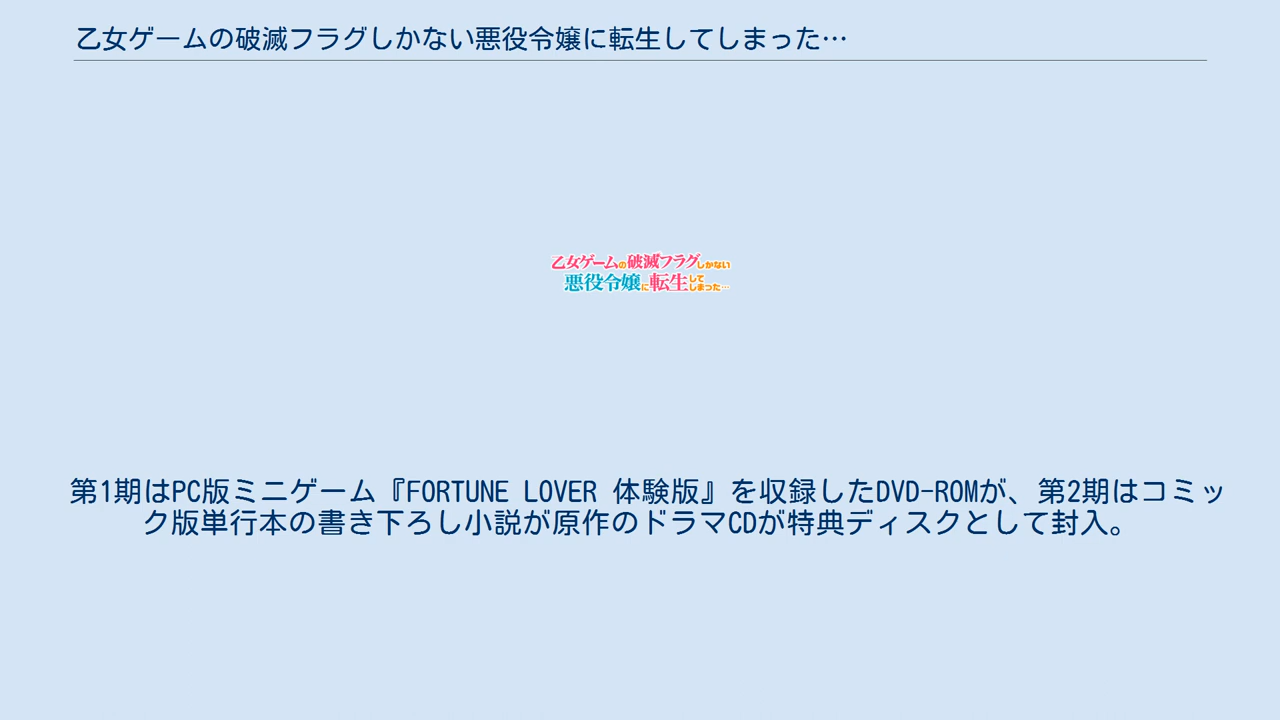 乙女ゲームの破滅フラグしかない悪役令嬢に転生してしまった…
乙女ゲームの破滅フラグしかない
悪役令嬢に転生してしまった…
第1期はPC版ミニゲーム『FORTUNE LOVER 体験版』を収録したDVD-ROMが、第2期はコミッ
ク版単行本の書き下ろし小説が原作のドラマCDが特典ディスクとして封入。